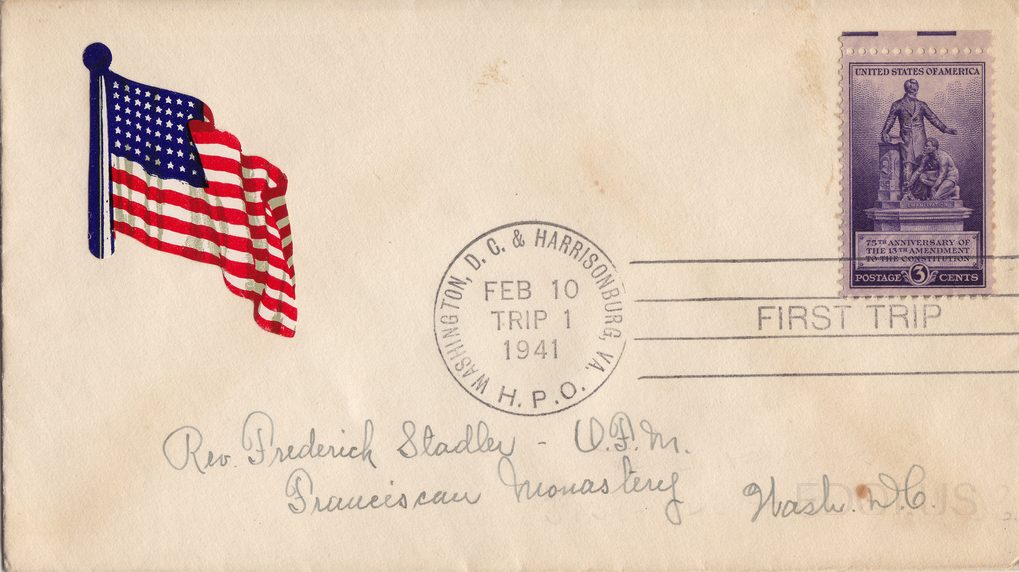 UNITED STATES OF AMERICA
EMANCIPATION
75TH ANNIVERSARY OF
THE 13TH AMENDMENT
TO THE CONSTITUTION
POSTAGE 3 CENTS
WASHINGTON, D. C. & HARRISONBURG, VA.
FEB 10
TRIP 1
1941
H.P.O.
FIRST TRIP
Rev. Frederick Stadler - O.F.M.
Franciscan Monastery
Wash. D.C.